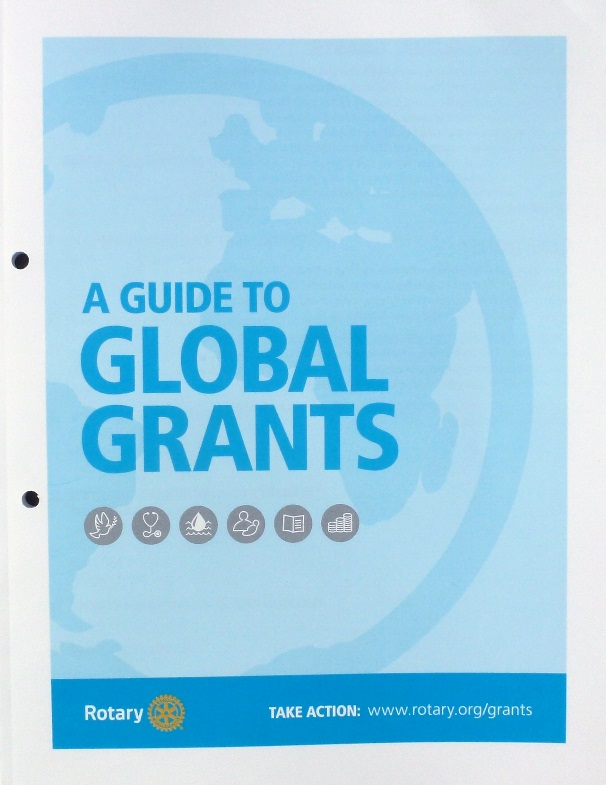 A GUIDE TO
GLOBAL
GRANTS
Rotary
TAKE ACTION: www.rotary.org/grants